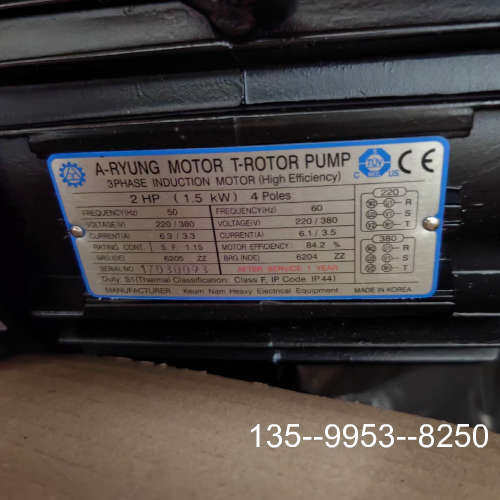 A-RYUNG MOTOR T-ROTOR PUMP
3PHASE INDUCTION MOTOR (High Efficiency)
2 HP ( 1.5 kW) 4 Poles
FREQUENCY(Hz) 50 FREQUENCY(Hz) 60
VOLTAGE(V) 220 / 380 VOLTAGE(V) 220 / 380
CURRENT(A) 6.9 / 3.3 CURRENT(A) 6.1 / 3.5
RATING CONT. S.F. 1.15 MOTOR EFFICIENCY 84.2 %
BRG.(DE) 6205 ZZ BRG.(NDE) 6204 ZZ
SERIAL NO AFTER SERVICE 1 YEAR
Duty: S1(Thermal Classification: Class F, IP Code: IP44)
MANUFACTURER. Keum Nam Heavy Electrical Equipment MADE IN KOREA
TÜV
C US
220
R
S
T
380
R
S
T
135--9953--8250